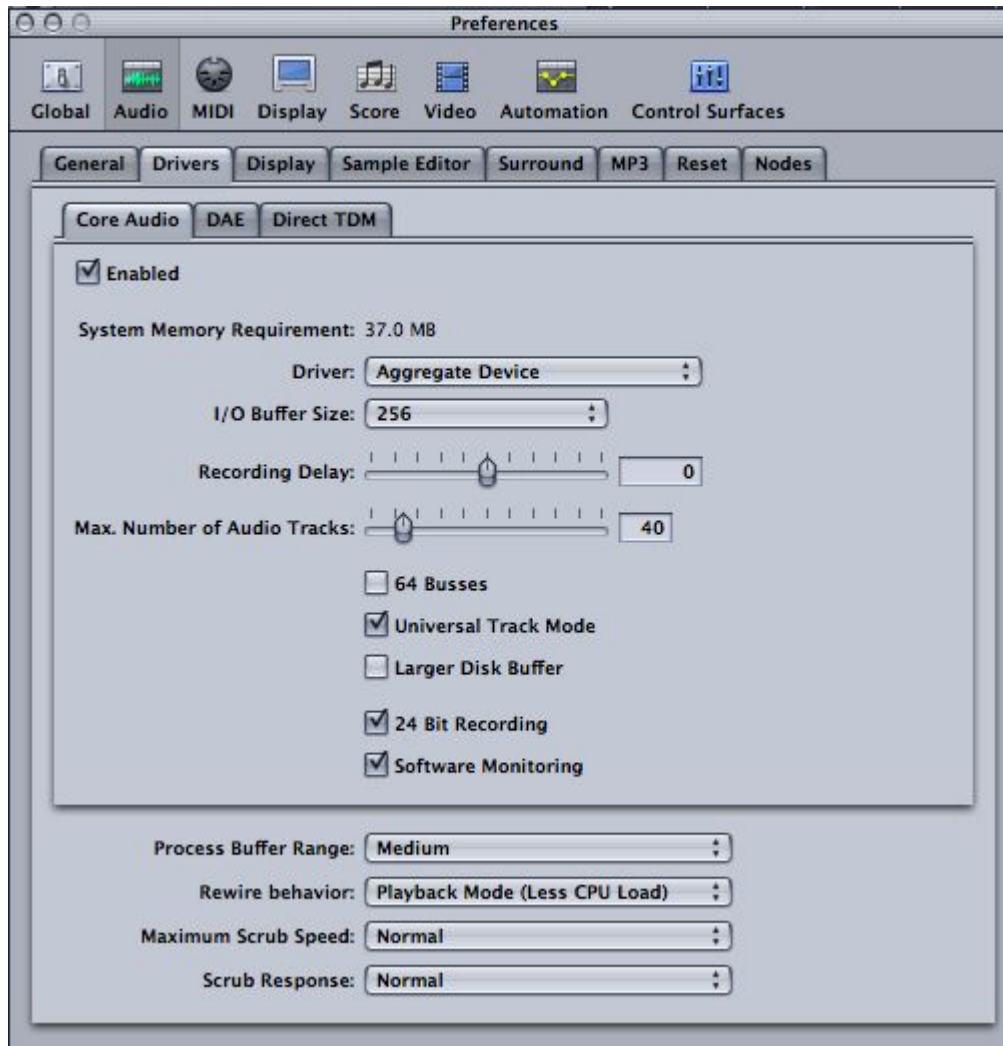 Preferences
Global Audio MIDI Display Score Video Automation Control Surfaces
General Drivers Display Sample Editor Surround MP3 Reset Nodes
Core Audio DAE Direct TDM
Enabled
System Memory Requirement: 37.0 MB
Driver: Aggregate Device
I/O Buffer Size: 256
Recording Delay: 0
Max. Number of Audio Tracks: 40
64 Busses
Universal Track Mode
Larger Disk Buffer
24 Bit Recording
Software Monitoring
Process Buffer Range: Medium
Rewire behavior: Playback Mode (Less CPU Load)
Maximum Scrub Speed: Normal
Scrub Response: Normal